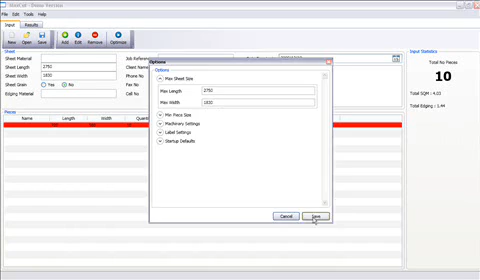 MaxCut - Demo Version
File Edit Tools Help
Input Results
New Open Save Add Edit Remove Optimize
Sheet
Sheet Material
Sheet Length 2750
Sheet Width 1830
Sheet Grain Yes No
Edging Material
Job Reference
Client Name
Phone No
Fax No
Cell No
Pieces
Name Length Width Quant
Options
Options
Max Sheet Size
Max Length 2750
Max Width 1830
Min Piece Size
Machinery Settings
Label Settings
Startup Defaults
Cancel Save
Input Statistics
Total No Pieces
10
Total SQM : 4.03
Total Edging : 1.44